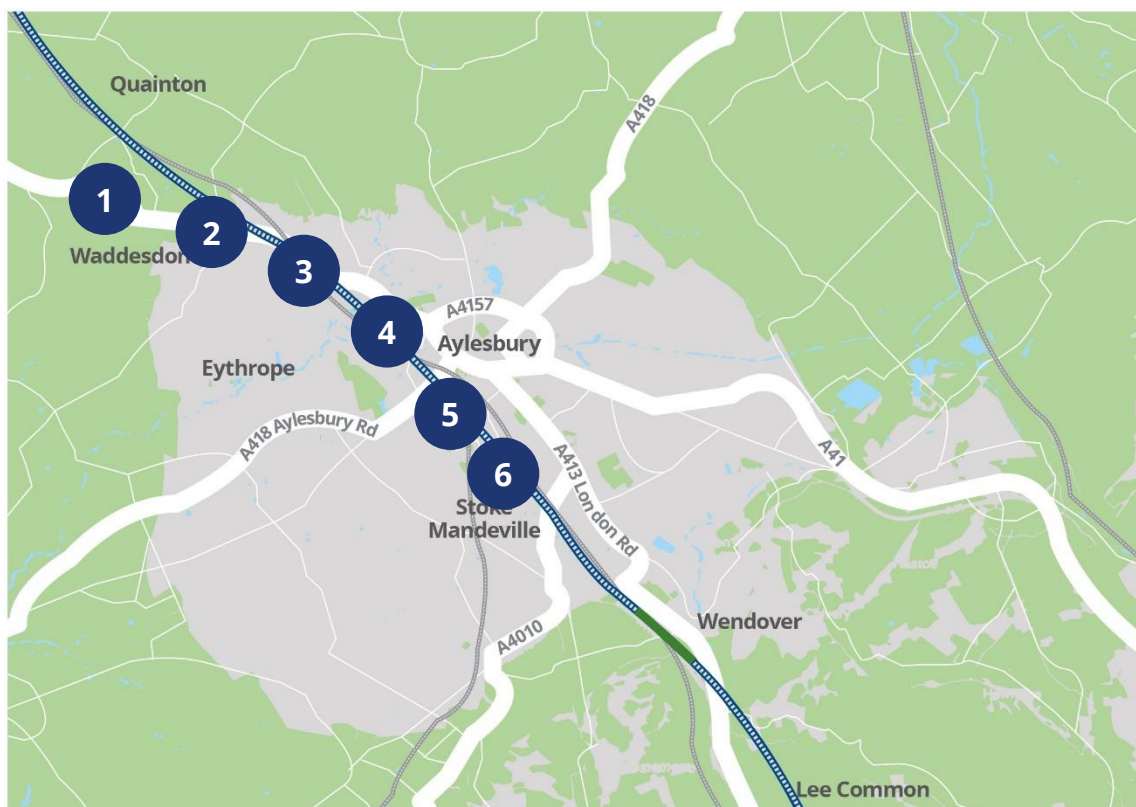 Quainton
A418
1
2
Waddesdon
3
A4157
4
Aylesbury
Eythrope
5
A418 Aylesbury Rd
A41
6
A413 London Rd
Stoke
Mandeville
Wendover
A4010
Lee Common